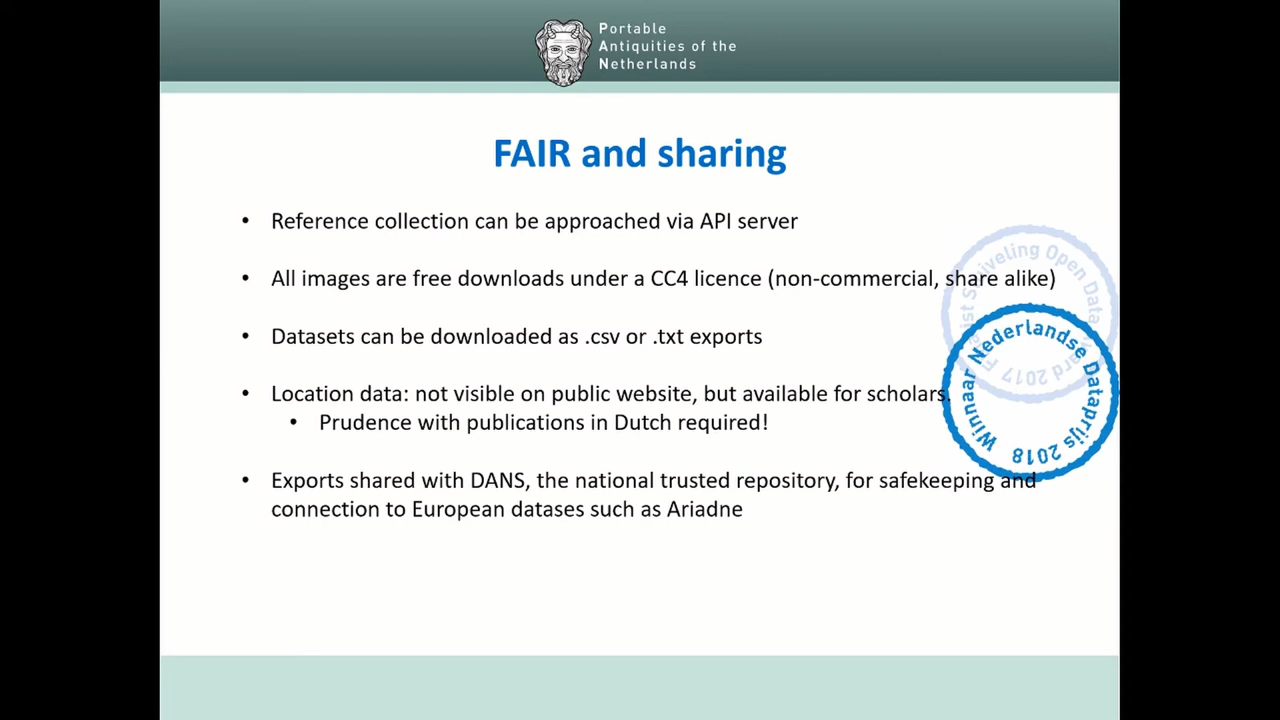 Portable
Antiquities of the
Netherlands
FAIR and sharing
• Reference collection can be approached via API server
• All images are free downloads under a CC4 licence (non-commercial, share alike)
• Datasets can be downloaded as .csv or .txt exports
• Location data: not visible on public website, but available for scholars.
• Prudence with publications in Dutch required!
• Exports shared with DANS, the national trusted repository, for safekeeping and
connection to European datases such as Ariadne
Stuiveling Open Data
2017
Winnaar Nederlandse Dataprijs 2018